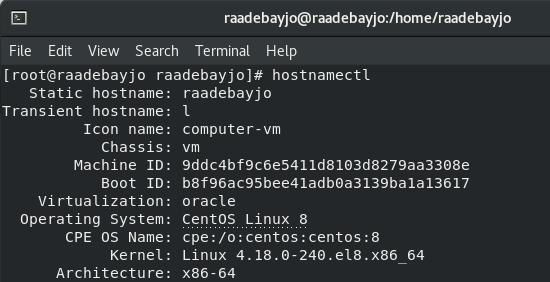 raadebayjo@raadebayjo:/home/raadebayjo
File Edit View Search Terminal Help
[root@raadebayjo raadebayjo]# hostnamectl
Static hostname: raadebayjo
Transient hostname: l
Icon name: computer-vm
Chassis: vm
Machine ID: 9ddc4bf9c6e5411d8103d8279aa3308e
Boot ID: b8f96ac95bee41adb0a3139ba1a13617
Virtualization: oracle
Operating System: CentOS Linux 8
CPE OS Name: cpe:/o:centos:centos:8
Kernel: Linux 4.18.0-240.el8.x86_64
Architecture: x86-64